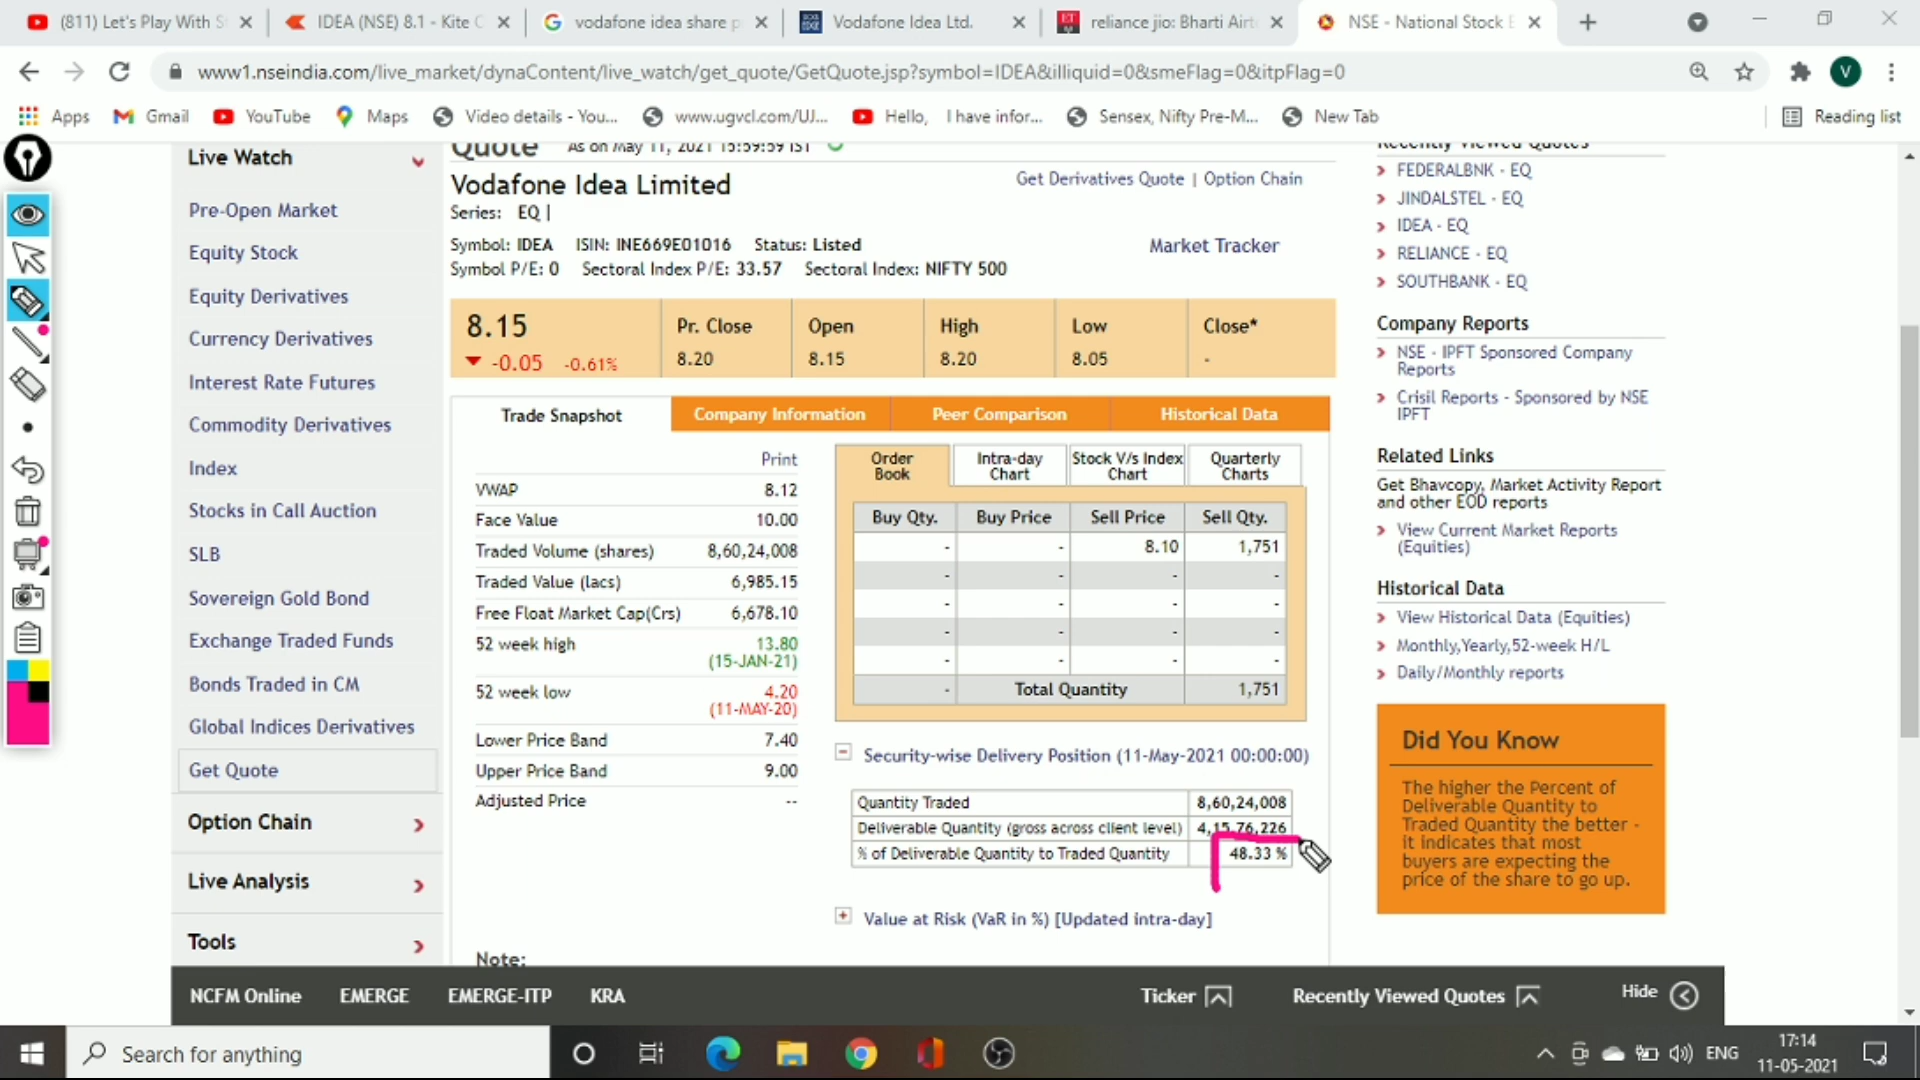 (811) Let's Play With S
IDEA (NSE) 8.1 - Kite C
vodafone idea share p
Vodafone Idea Ltd.
reliance jio: Bharti Airt
NSE - National Stock E
www1.nseindia.com/live_market/dynaContent/live_watch/get_quote/GetQuote.jsp?symbol=IDEA&illiquid=0&smeFlag=0&itpFlag=0
V
Apps
Gmail
YouTube
Maps
Video details - You...
www.ugvcl.com/UJ...
Hello, I have infor...
Sensex, Nifty Pre-M...
New Tab
Reading list
Live Watch
Pre-Open Market
Equity Stock
Equity Derivatives
Currency Derivatives
Interest Rate Futures
Commodity Derivatives
Index
Stocks in Call Auction
SLB
Sovereign Gold Bond
Exchange Traded Funds
Bonds Traded in CM
Global Indices Derivatives
Get Quote
Option Chain
Live Analysis
Tools
Quote As on May 11, 2021 15:59:59 IST
Vodafone Idea Limited
Get Derivatives Quote | Option Chain
Series: EQ |
Symbol: IDEA ISIN: INE669E01016 Status: Listed
Market Tracker
Symbol P/E: 0 Sectoral Index P/E: 33.57 Sectoral Index: NIFTY 500
8.15 Pr. Close Open High Low Close*
-0.05 -0.61% 8.20 8.15 8.20 8.05 -
Trade Snapshot Company Information Peer Comparison Historical Data
Print
VWAP 8.12
Face Value 10.00
Traded Volume (shares) 8,60,24,008
Traded Value (lacs) 6,985.15
Free Float Market Cap(Crs) 6,678.10
52 week high 13.80
(15-JAN-21)
52 week low 4.20
(11-MAY-20)
Lower Price Band 7.40
Upper Price Band 9.00
Adjusted Price --
Order Book
Intra-day Chart
Stock V/s Index Chart
Quarterly Charts
Buy Qty. Buy Price Sell Price Sell Qty.
- - 8.10 1,751
- - - -
- - - -
- - - -
- - - -
- Total Quantity 1,751
Security-wise Delivery Position (11-May-2021 00:00:00)
Quantity Traded 8,60,24,008
Deliverable Quantity (gross across client level) 4,15,76,226
% of Deliverable Quantity to Traded Quantity 48.33 %
Value at Risk (VaR in %) [Updated intra-day]
Note:
Recently Viewed Quotes
FEDERALBNK - EQ
JINDALSTEL - EQ
IDEA - EQ
RELIANCE - EQ
SOUTHBANK - EQ
Company Reports
NSE - IPFT Sponsored Company
Reports
Crisil Reports - Sponsored by NSE
IPFT
Related Links
Get Bhavcopy, Market Activity Report
and other EOD reports
View Current Market Reports
(Equities)
Historical Data
View Historical Data (Equities)
Monthly,Yearly,52-week H/L
Daily/Monthly reports
Did You Know
The higher the Percent of
Deliverable Quantity to
Traded Quantity the better -
it indicates that most
buyers are expecting the
price of the share to go up.
NCFM Online EMERGE EMERGE-ITP KRA Ticker Recently Viewed Quotes Hide
Search for anything
ENG
17:14
11-05-2021